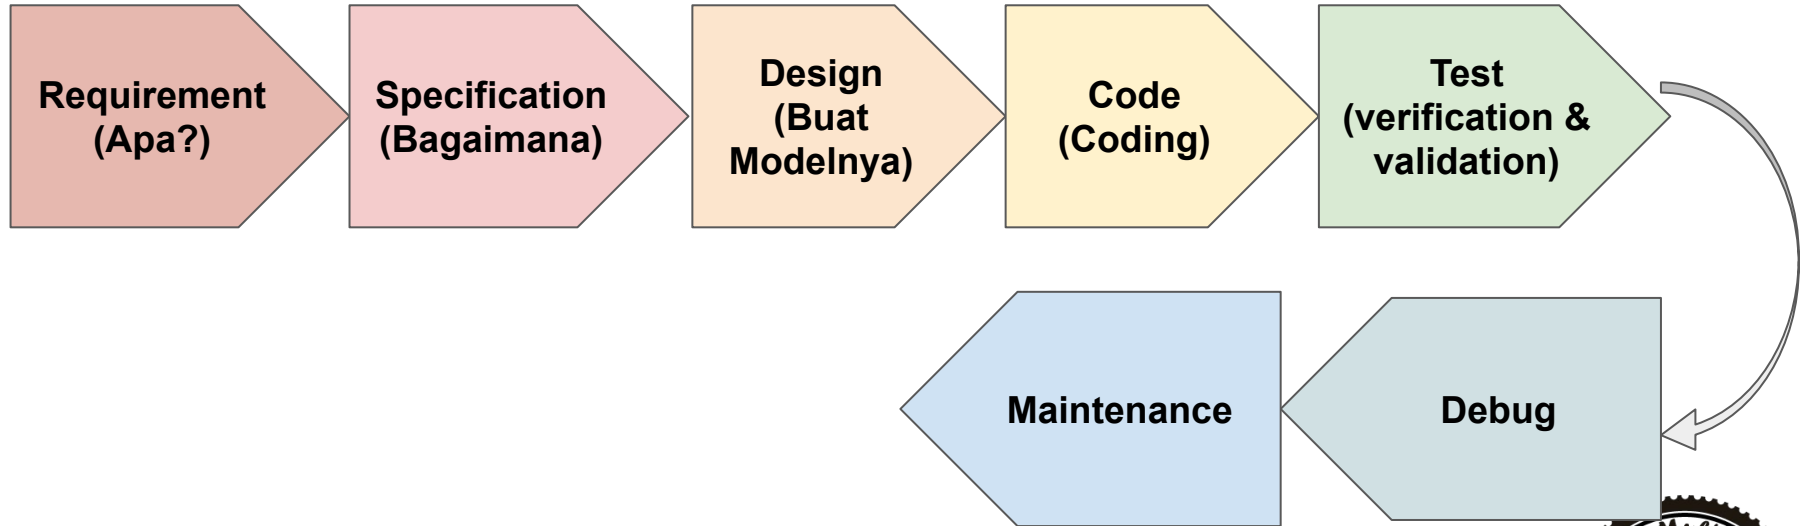 Requirement
(Apa?)
Specification
(Bagaimana)
Design
(Buat
Modelnya)
Code
(Coding)
Test
(verification &
validation)
Maintenance
Debug